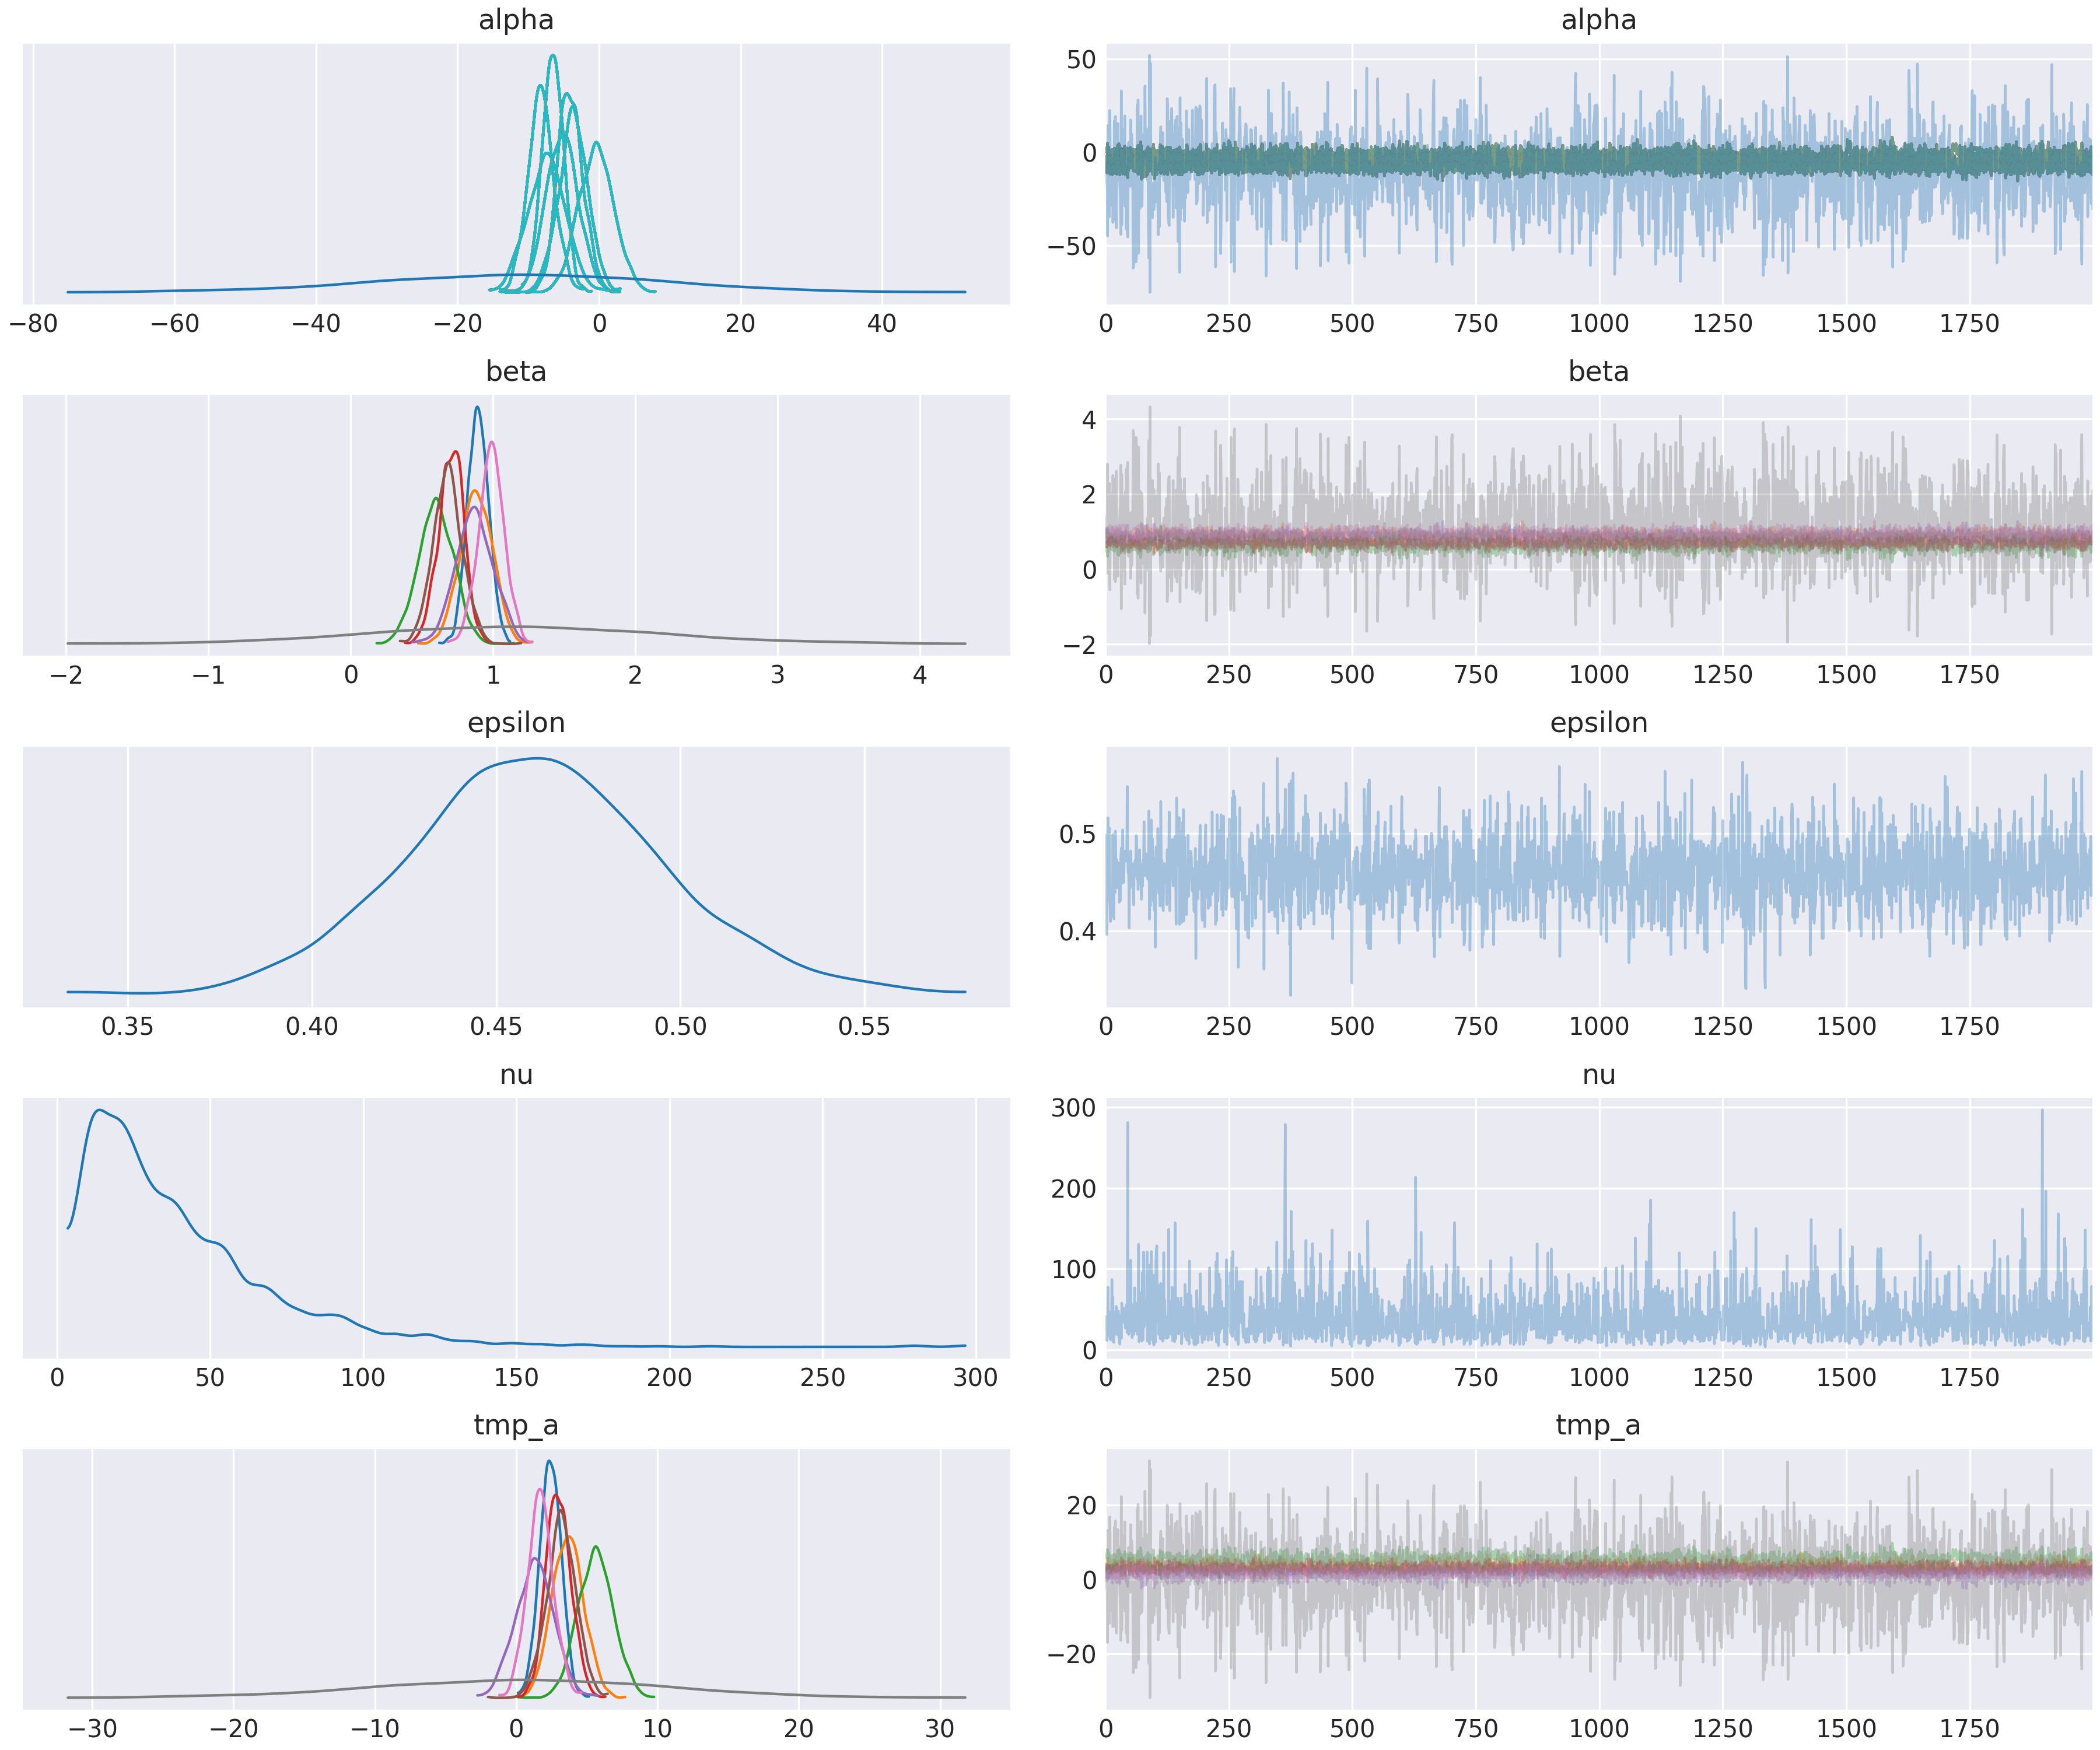 alpha alpha
50
0
−50
−80 −60 −40 −20 0 20 40 0 250 500 750 1000 1250 1500 1750
beta beta
4
2
0
−2
−2 −1 0 1 2 3 4 0 250 500 750 1000 1250 1500 1750
epsilon epsilon
0.5
0.4
0.35 0.40 0.45 0.50 0.55 0 250 500 750 1000 1250 1500 1750
nu nu
300
200
100
0
0 50 100 150 200 250 300 0 250 500 750 1000 1250 1500 1750
tmp_a tmp_a
20
0
−20
−30 −20 −10 0 10 20 30 0 250 500 750 1000 1250 1500 1750